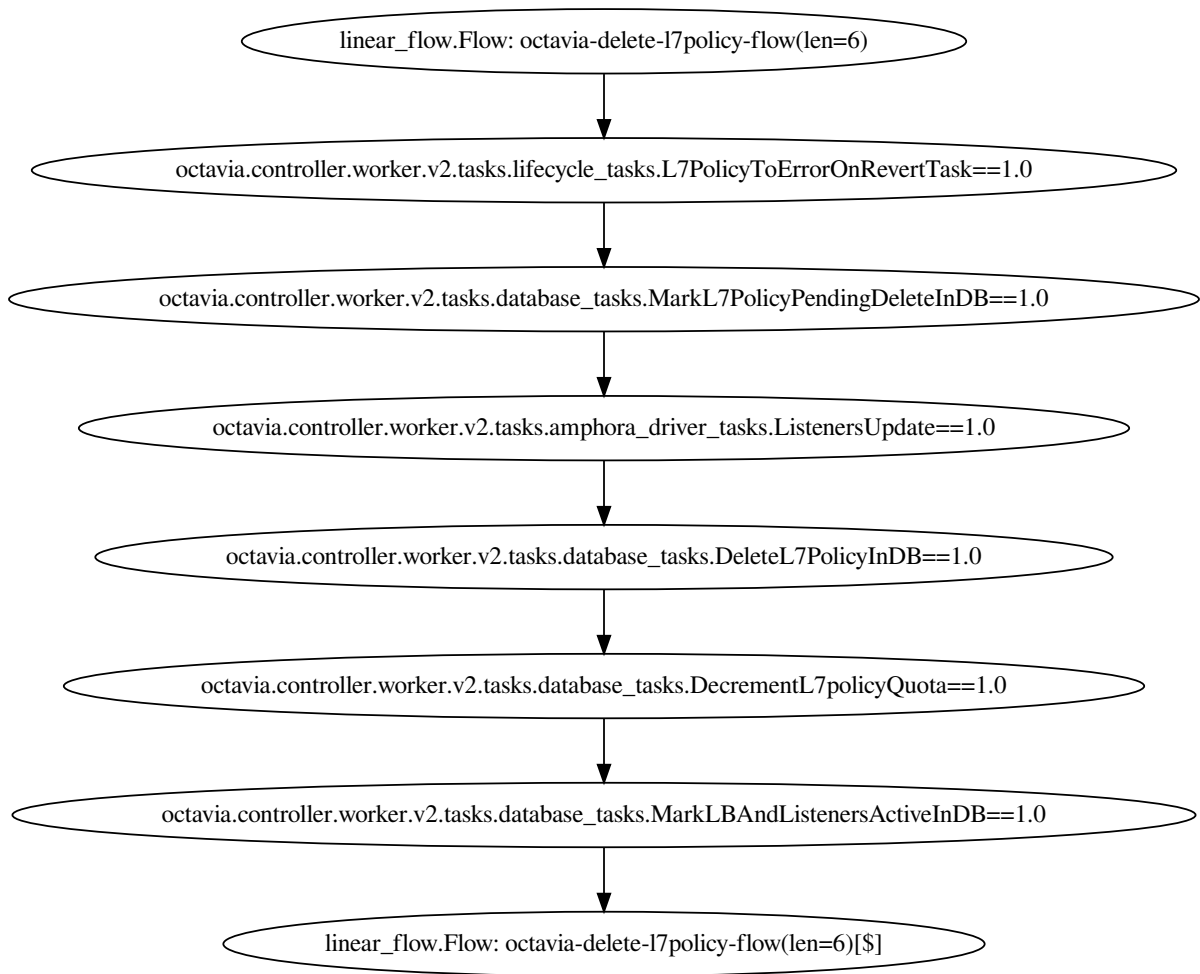 linear_flow.Flow: octavia-delete-l7policy-flow(len=6)
octavia.controller.worker.v2.tasks.lifecycle_tasks.L7PolicyToErrorOnRevertTask==1.0
octavia.controller.worker.v2.tasks.database_tasks.MarkL7PolicyPendingDeleteInDB==1.0
octavia.controller.worker.v2.tasks.amphora_driver_tasks.ListenersUpdate==1.0
octavia.controller.worker.v2.tasks.database_tasks.DeleteL7PolicyInDB==1.0
octavia.controller.worker.v2.tasks.database_tasks.DecrementL7policyQuota==1.0
octavia.controller.worker.v2.tasks.database_tasks.MarkLBAndListenersActiveInDB==1.0
linear_flow.Flow: octavia-delete-l7policy-flow(len=6)[$]